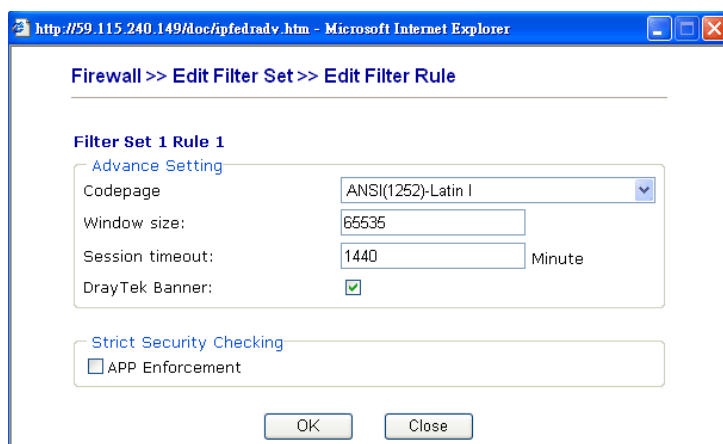 http://59.115.240.149/doc/ipfedradv.htm - Microsoft Internet Explorer
Firewall >> Edit Filter Set >> Edit Filter Rule
Filter Set 1 Rule 1
Advance Setting
Codepage ANSI(1252)-Latin I
Window size: 65535
Session timeout: 1440 Minute
DrayTek Banner:
Strict Security Checking
APP Enforcement
OK Close